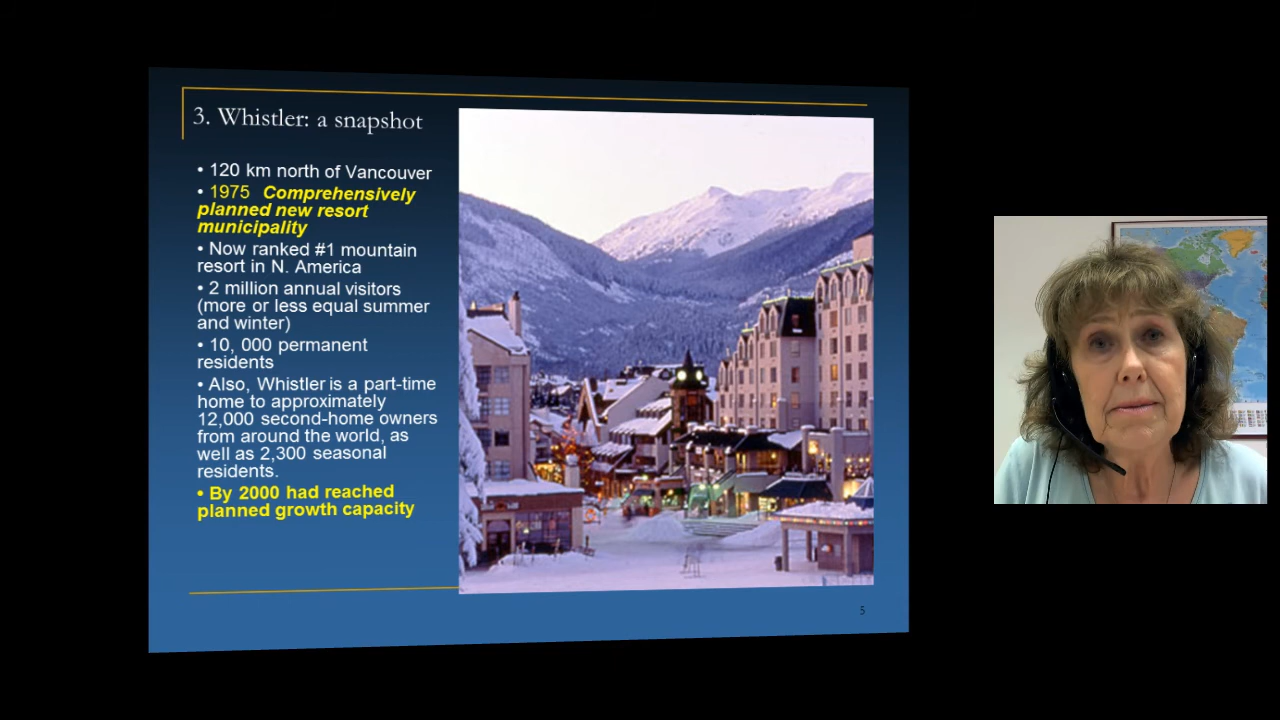 3. Whistler: a snapshot
• 120 km north of Vancouver
• 1975 Comprehensively
planned new resort
municipality
• Now ranked #1 mountain
resort in N. America
• 2 million annual visitors
(more or less equal summer
and winter)
• 10, 000 permanent
residents
• Also, Whistler is a part-time
home to approximately
12,000 second-home owners
from around the world, as
well as 2,300 seasonal
residents.
• By 2000 had reached
planned growth capacity
5